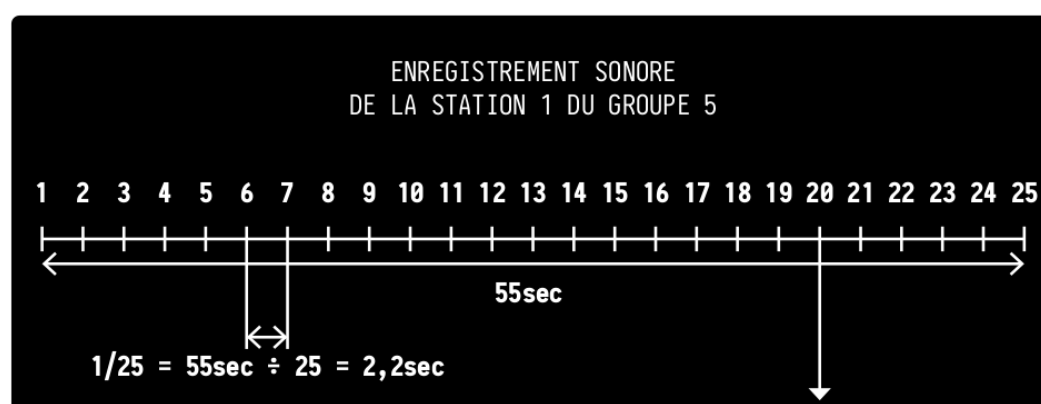 ENREGISTREMENT SONORE
DE LA STATION 1 DU GROUPE 5
1 2 3 4 5 6 7 8 9 10 11 12 13 14 15 16 17 18 19 20 21 22 23 24 25
55sec
1/25 = 55sec ÷ 25 = 2,2sec